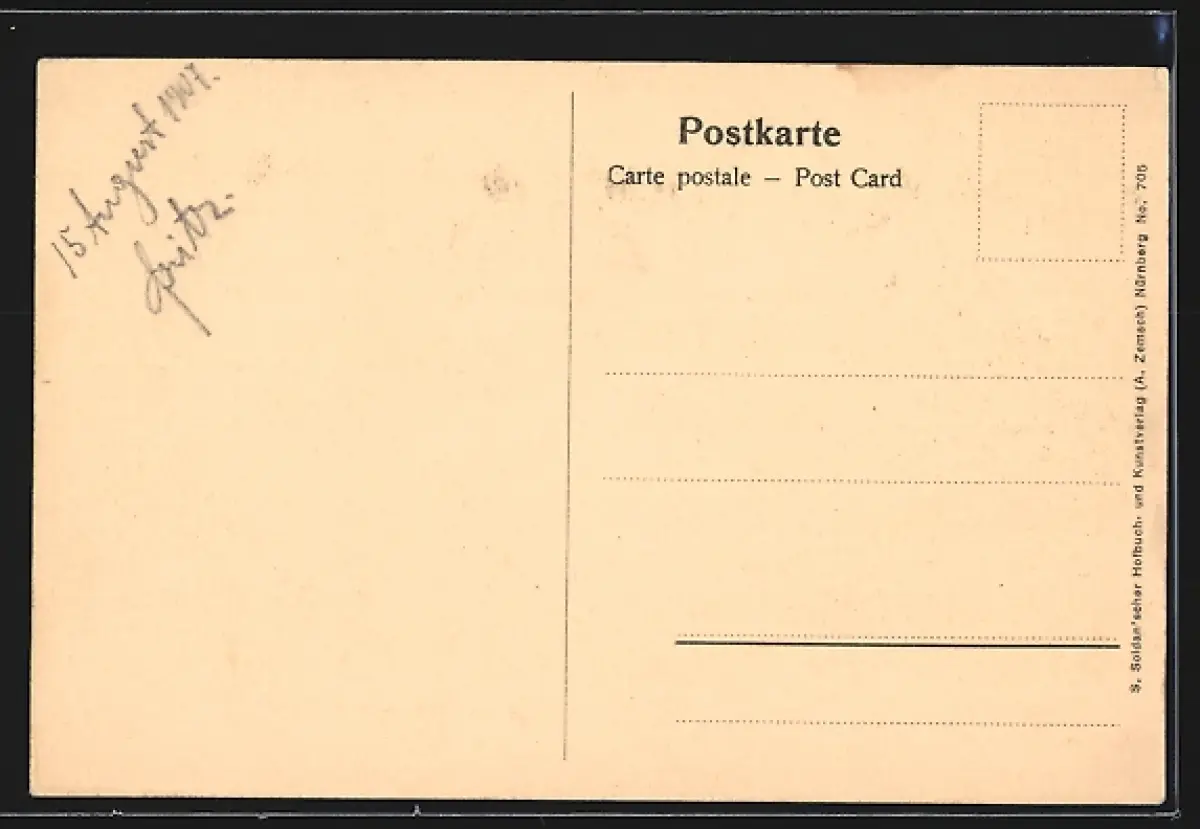 15 August 1907.
Fritz.
Postkarte
Carte postale – Post Card
S. Soldan'scher Hofbuch- und Kunstverlag (A. Zemsch) Nürnberg No. 706